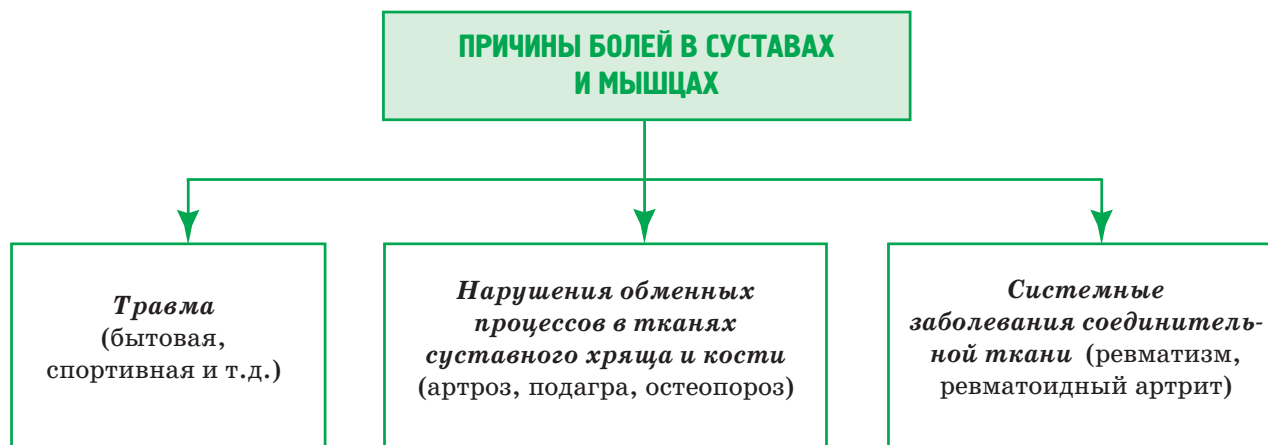 ПРИЧИНЫ БОЛЕЙ В СУСТАВАХ
И МЫШЦАХ
Травма
(бытовая,
спортивная и т.д.)
Нарушения обменных
процессов в тканях
суставного хряща и кости
(артроз, подагра, остеопороз)
Системные
заболевания соединитель-
ной ткани (ревматизм,
ревматоидный артрит)